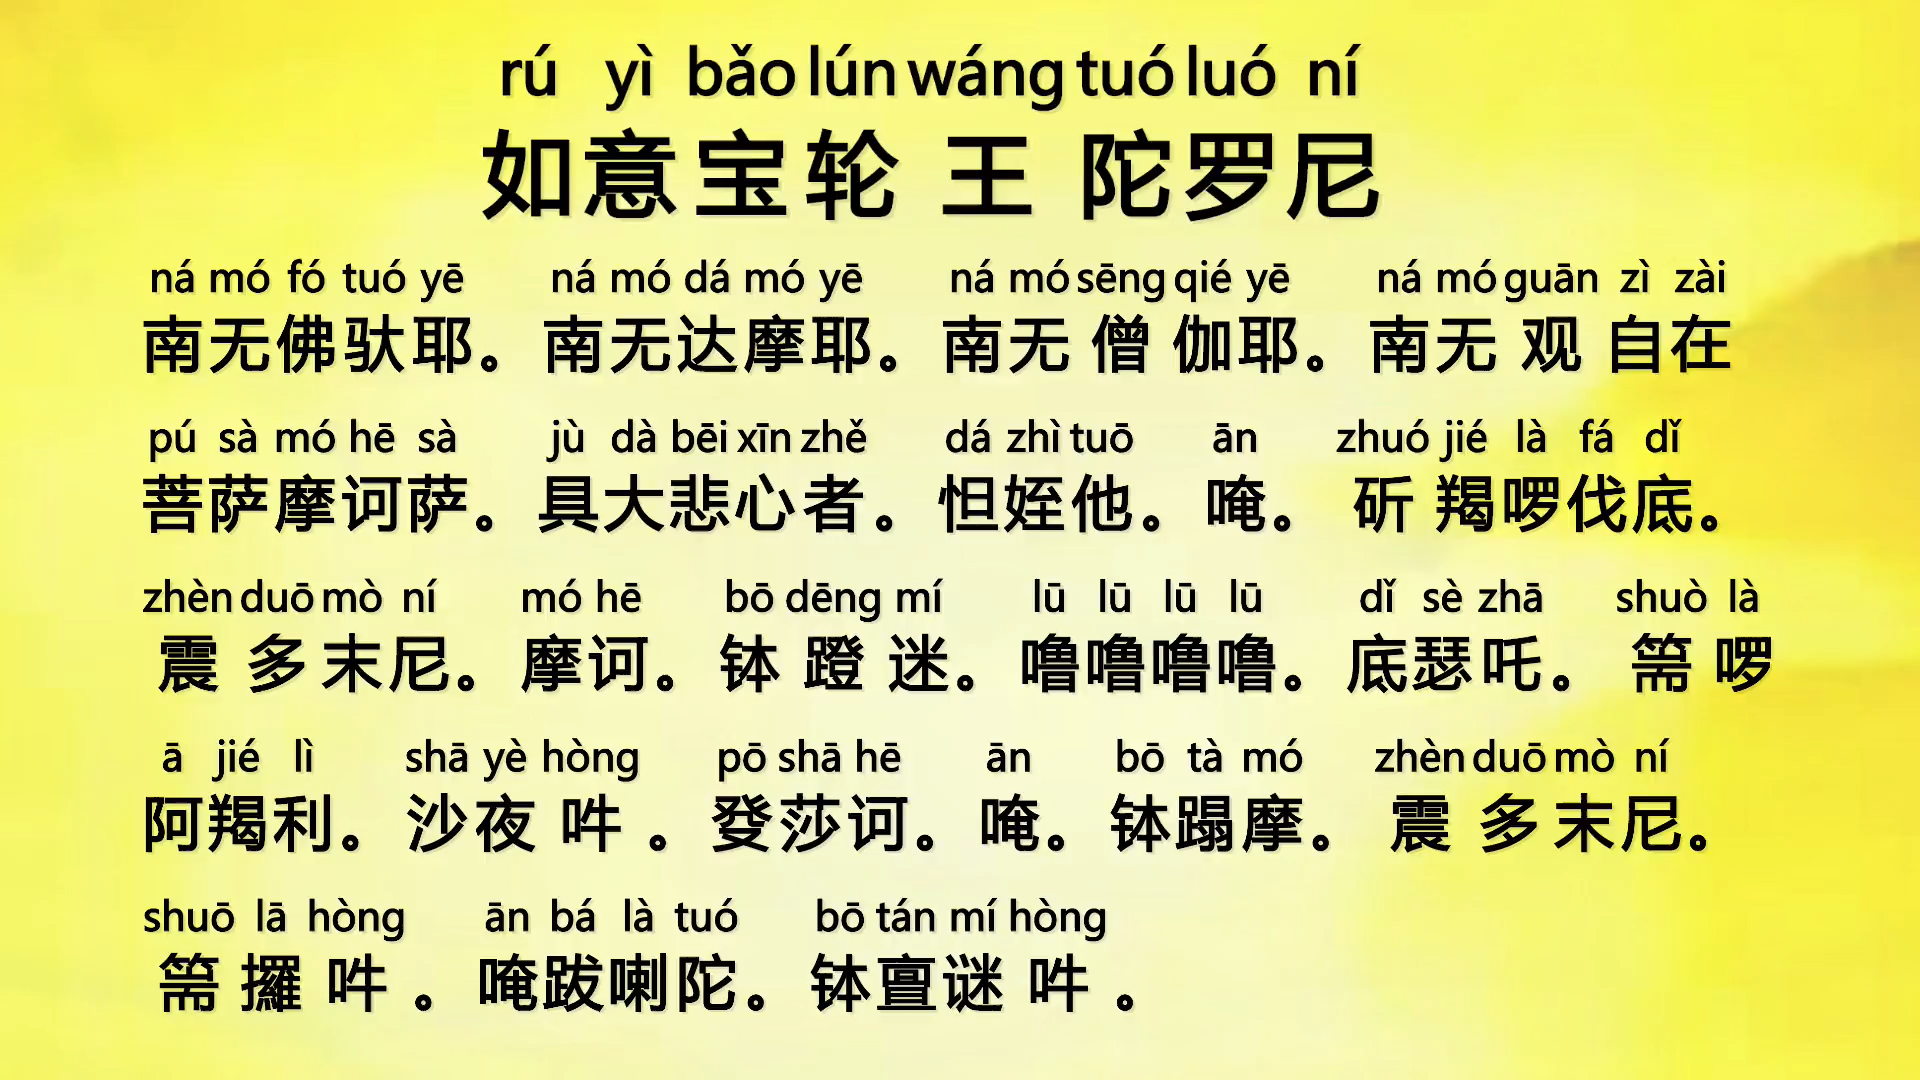 rú yì bǎo lún wáng tuó luó ní
如意宝轮王陀罗尼
ná mó fó tuó yē ná mó dá mó yē ná mó sēng qié yē ná mó guān zì zài
南无佛驮耶。南无达摩耶。南无僧伽耶。南无观自在
pú sà mó hē sà jù dà bēi xīn zhě dá zhì tuō ān zhuó jié là fá dǐ
菩萨摩诃萨。具大悲心者。怛姪他。唵。斫羯啰伐底。
zhèn duō mò ní mó hē bō dēng mí lū lū lū lū dǐ sè zhā shuò là
震多末尼。摩诃。钵蹬迷。噜噜噜噜。底瑟吒。篅啰
ā jié lì shā yè hòng pō shā hē ān bō tà mó zhèn duō mò ní
阿羯利。沙夜吽。癹莎诃。唵。钵蹋摩。震多末尼。
shuō lā hòng ān bá là tuó bō tán mí hòng
篅攞吽。唵跋喇陀。钵亶谜吽。